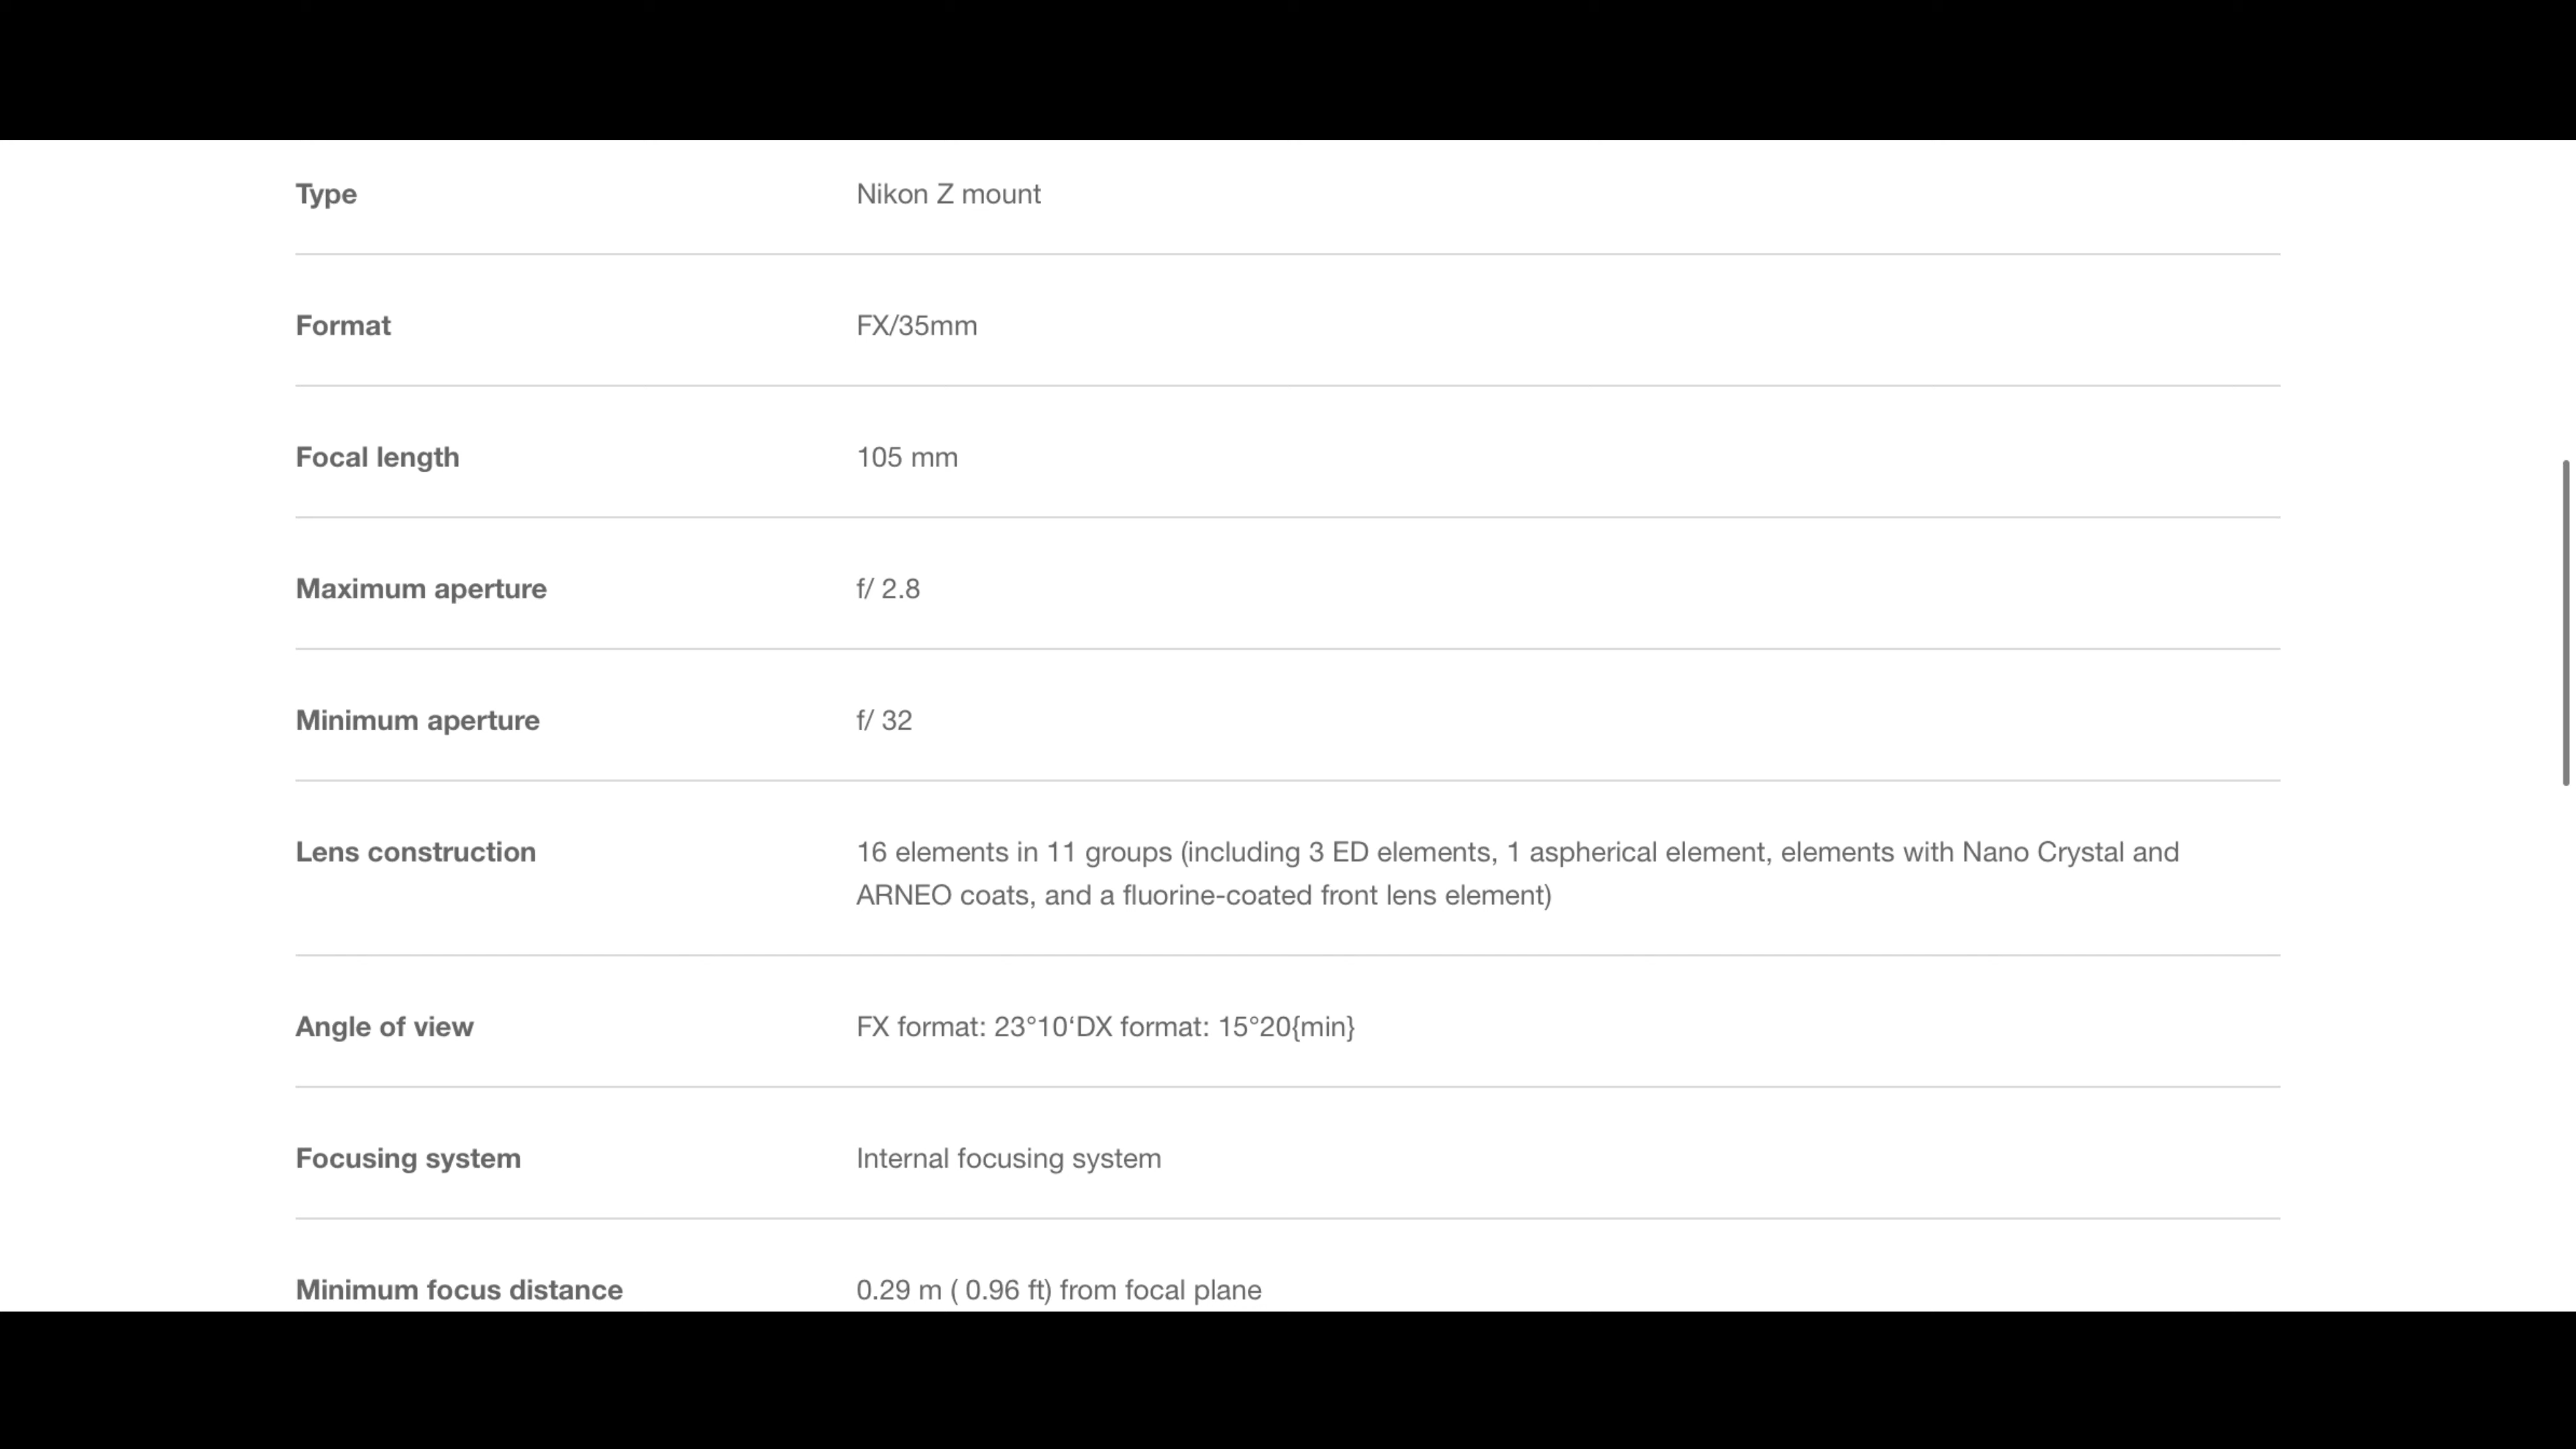 Type Nikon Z mount
Format FX/35mm
Focal length 105 mm
Maximum aperture f/ 2.8
Minimum aperture f/ 32
Lens construction 16 elements in 11 groups (including 3 ED elements, 1 aspherical element, elements with Nano Crystal and
ARNEO coats, and a fluorine-coated front lens element)
Angle of view FX format: 23°10‘DX format: 15°20{min}
Focusing system Internal focusing system
Minimum focus distance 0.29 m ( 0.96 ft) from focal plane